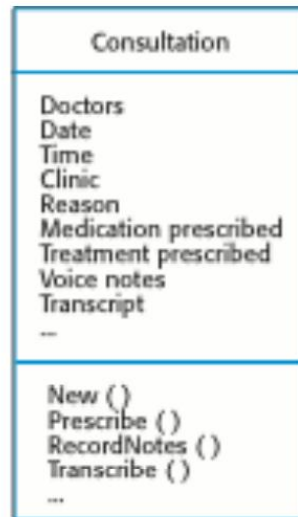 Consultation
Doctors
Date
Time
Clinic
Reason
Medication prescribed
Treatment prescribed
Voice notes
Transcript
...
New ( )
Prescribe ( )
RecordNotes ( )
Transcribe ( )
...